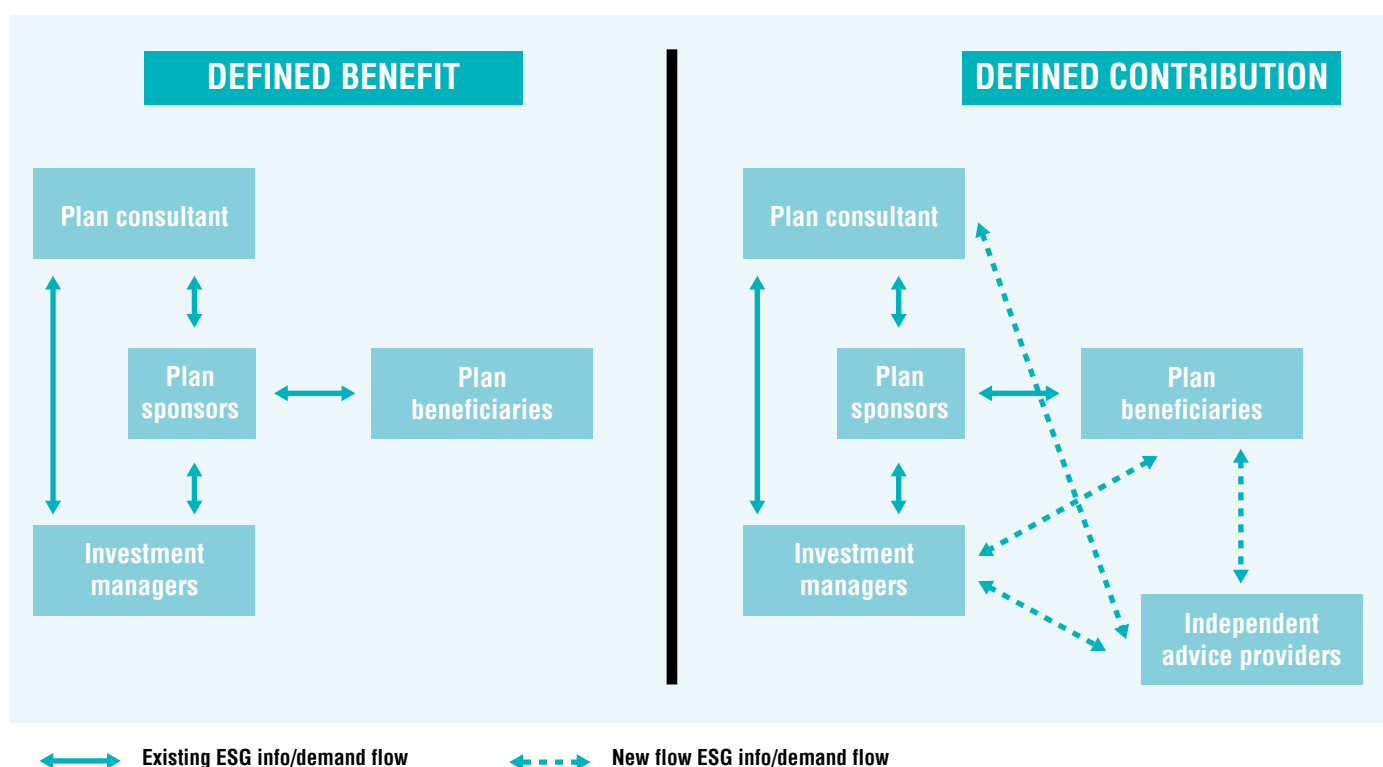 DEFINED BENEFIT
Plan consultant
Plan
sponsors
Plan
beneficiaries
Investment
managers
DEFINED CONTRIBUTION
Plan consultant
Plan
sponsors
Plan
beneficiaries
Investment
managers
Independent
advice providers
Existing ESG info/demand flow
New flow ESG info/demand flow